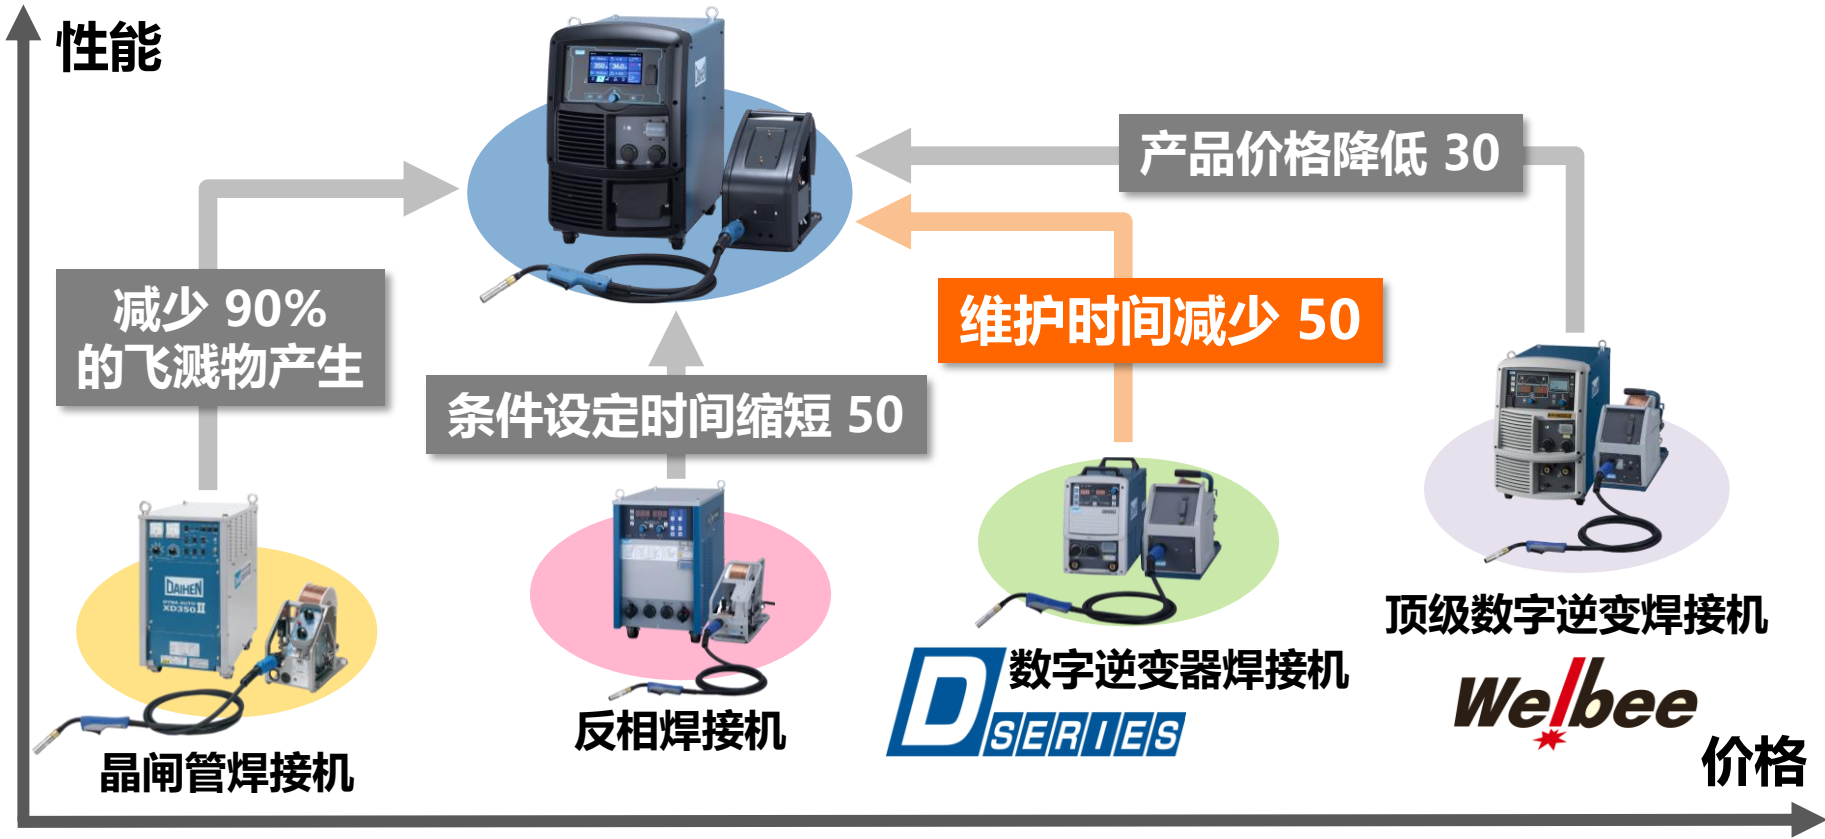 性能
产品价格降低 30
减少 90%
的飞溅物产生
维护时间减少 50
条件设定时间缩短 50
DAIHEN
DAIHEN
XD350II
晶闸管焊接机
反相焊接机
数字逆变器焊接机
D SERIES
顶级数字逆变焊接机
Welbee
价格